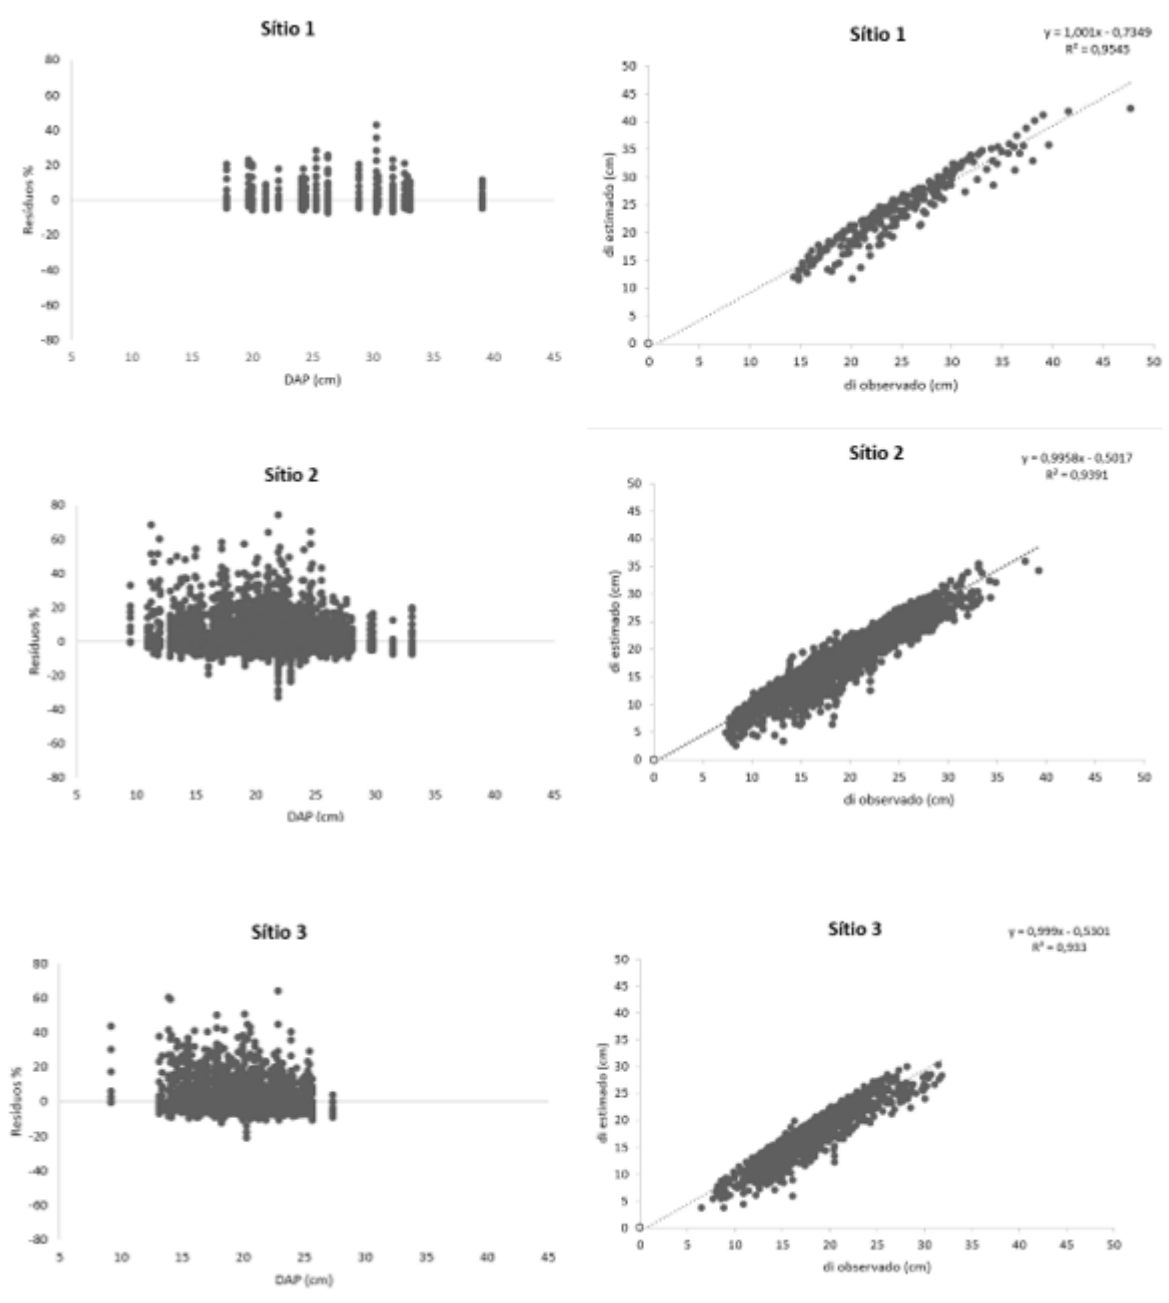 Sítio 1
80
60
40
20
0
-20
-40
-60
-80
5 10 15 20 25 30 35 40 45
DAP (cm)
Resíduos %
Sítio 1
y = 1,001x - 0,7349
R² = 0,9545
50
45
40
35
30
25
20
15
10
5
0
0 5 10 15 20 25 30 35 40 45 50
di observado (cm)
di estimado (cm)
Sítio 2
80
60
40
20
0
-20
-40
-60
-80
5 10 15 20 25 30 35 40 45
DAP (cm)
Resíduos %
Sítio 2
y = 0,9958x - 0,5017
R² = 0,9391
50
45
40
35
30
25
20
15
10
5
0
0 5 10 15 20 25 30 35 40 45 50
di observado (cm)
di estimado (cm)
Sítio 3
80
60
40
20
0
-20
-40
-60
-80
5 10 15 20 25 30 35 40 45
DAP (cm)
Resíduos %
Sítio 3
y = 0,999x - 0,5301
R² = 0,933
50
45
40
35
30
25
20
15
10
5
0
0 5 10 15 20 25 30 35 40 45 50
di observado (cm)
di estimado (cm)